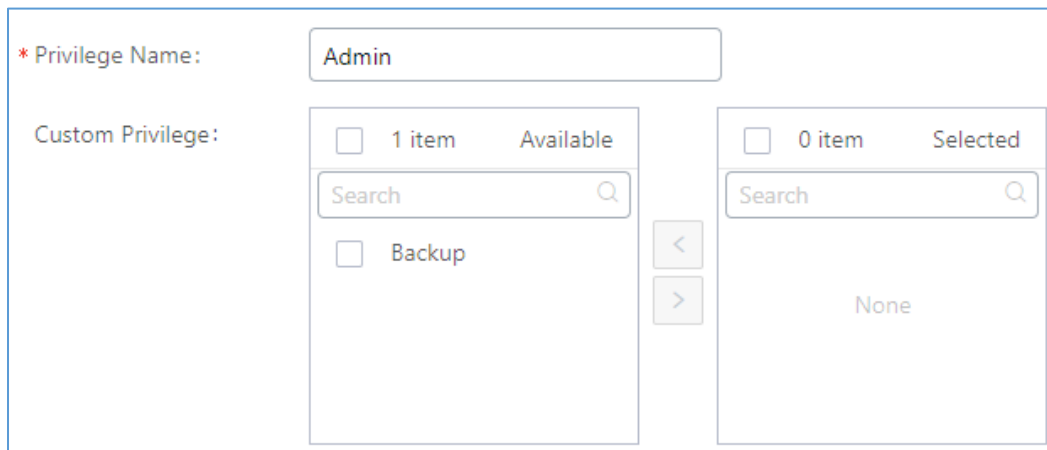 * Privilege Name:
Admin
Custom Privilege:
1 item Available
0 item Selected
Search
Search
Backup
<
>
None